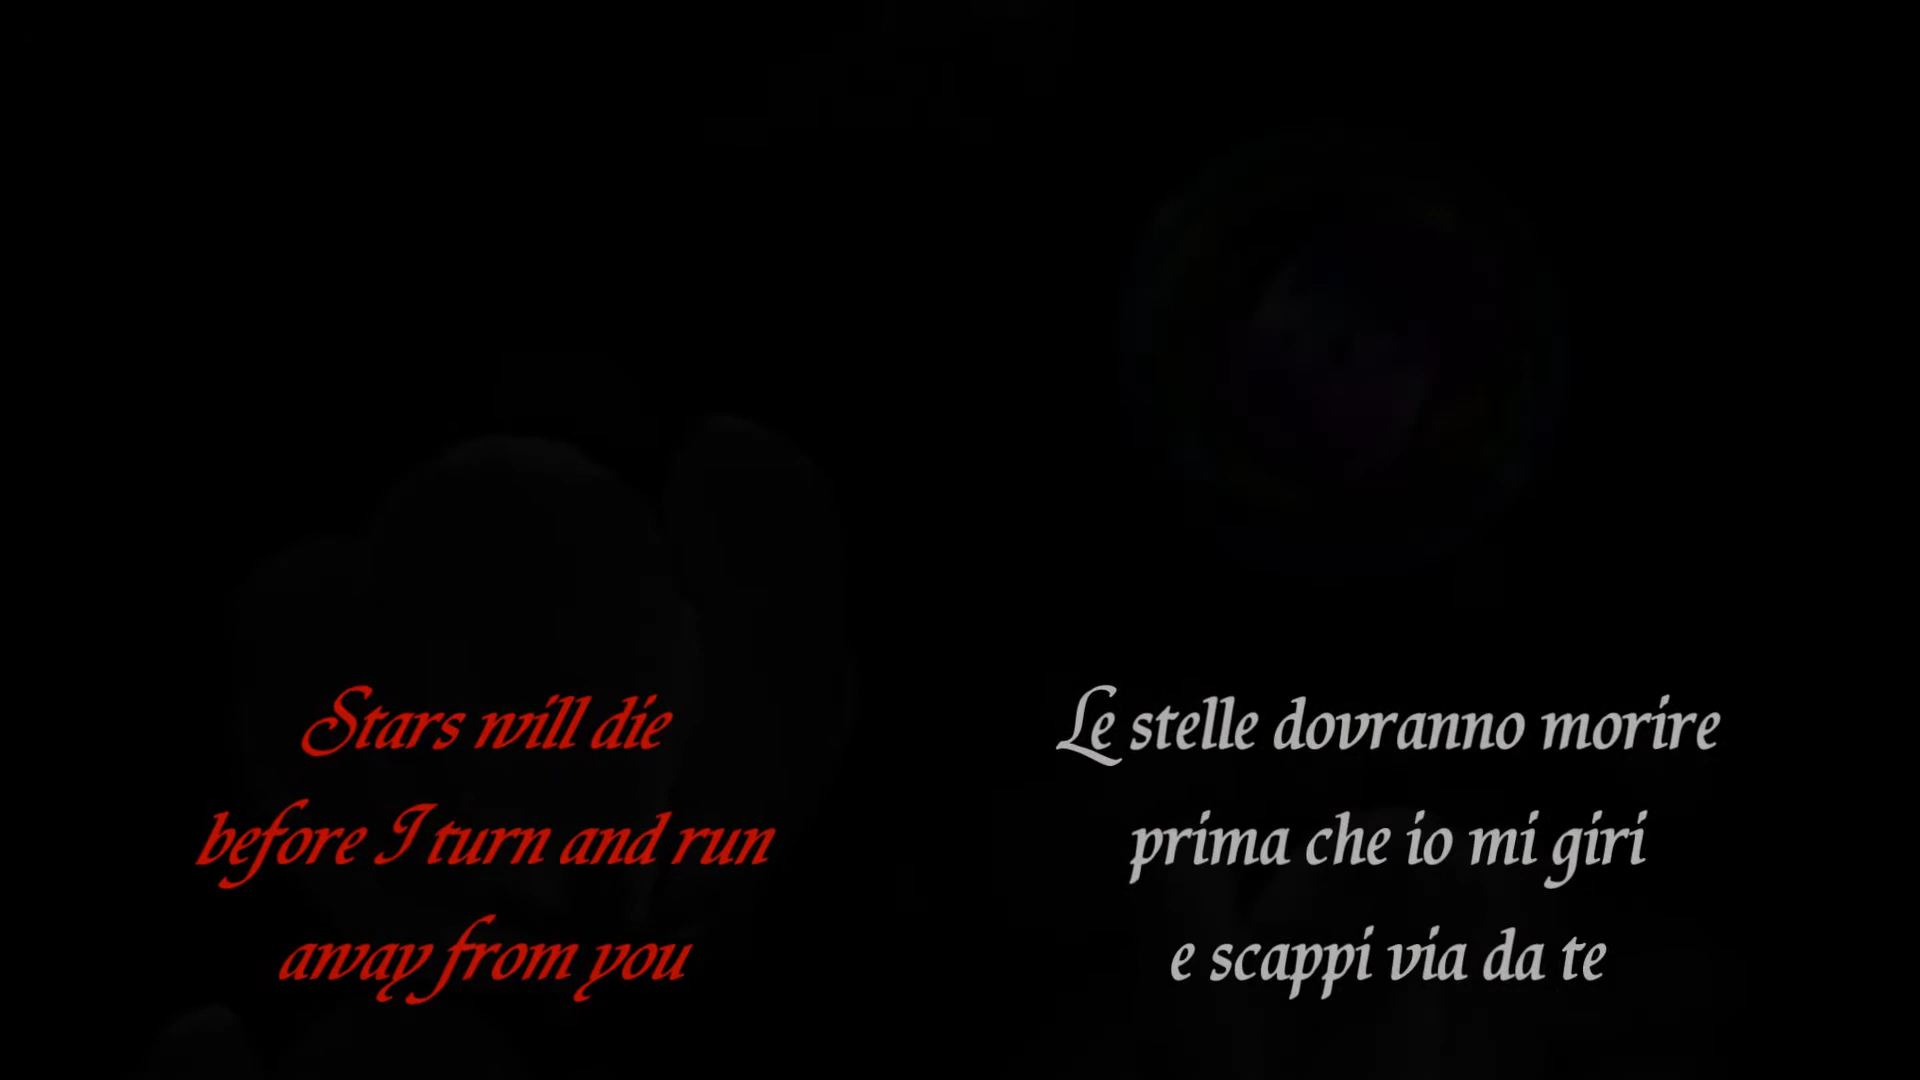 Stars will die
before I turn and run
away from you
Le stelle dovranno morire
prima che io mi giri
e scappi via da te